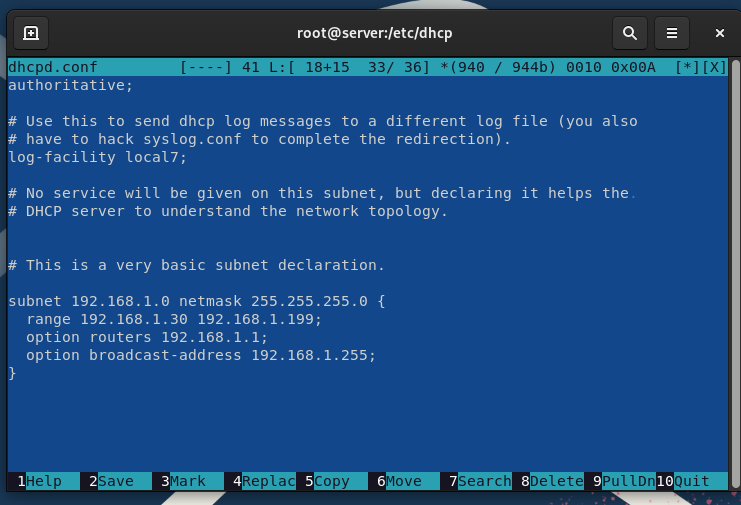 root@server:/etc/dhcp
dhcpd.conf [----] 41 L:[ 18+15 33/ 36] *(940 / 944b) 0010 0x00A [*][X]
authoritative;
# Use this to send dhcp log messages to a different log file (you also
# have to hack syslog.conf to complete the redirection).
log-facility local7;
# No service will be given on this subnet, but declaring it helps the.
# DHCP server to understand the network topology.
# This is a very basic subnet declaration.
subnet 192.168.1.0 netmask 255.255.255.0 {
  range 192.168.1.30 192.168.1.199;
  option routers 192.168.1.1;
  option broadcast-address 192.168.1.255;
}
1Help 2Save 3Mark 4Replac 5Copy 6Move 7Search 8Delete 9PullDn 10Quit